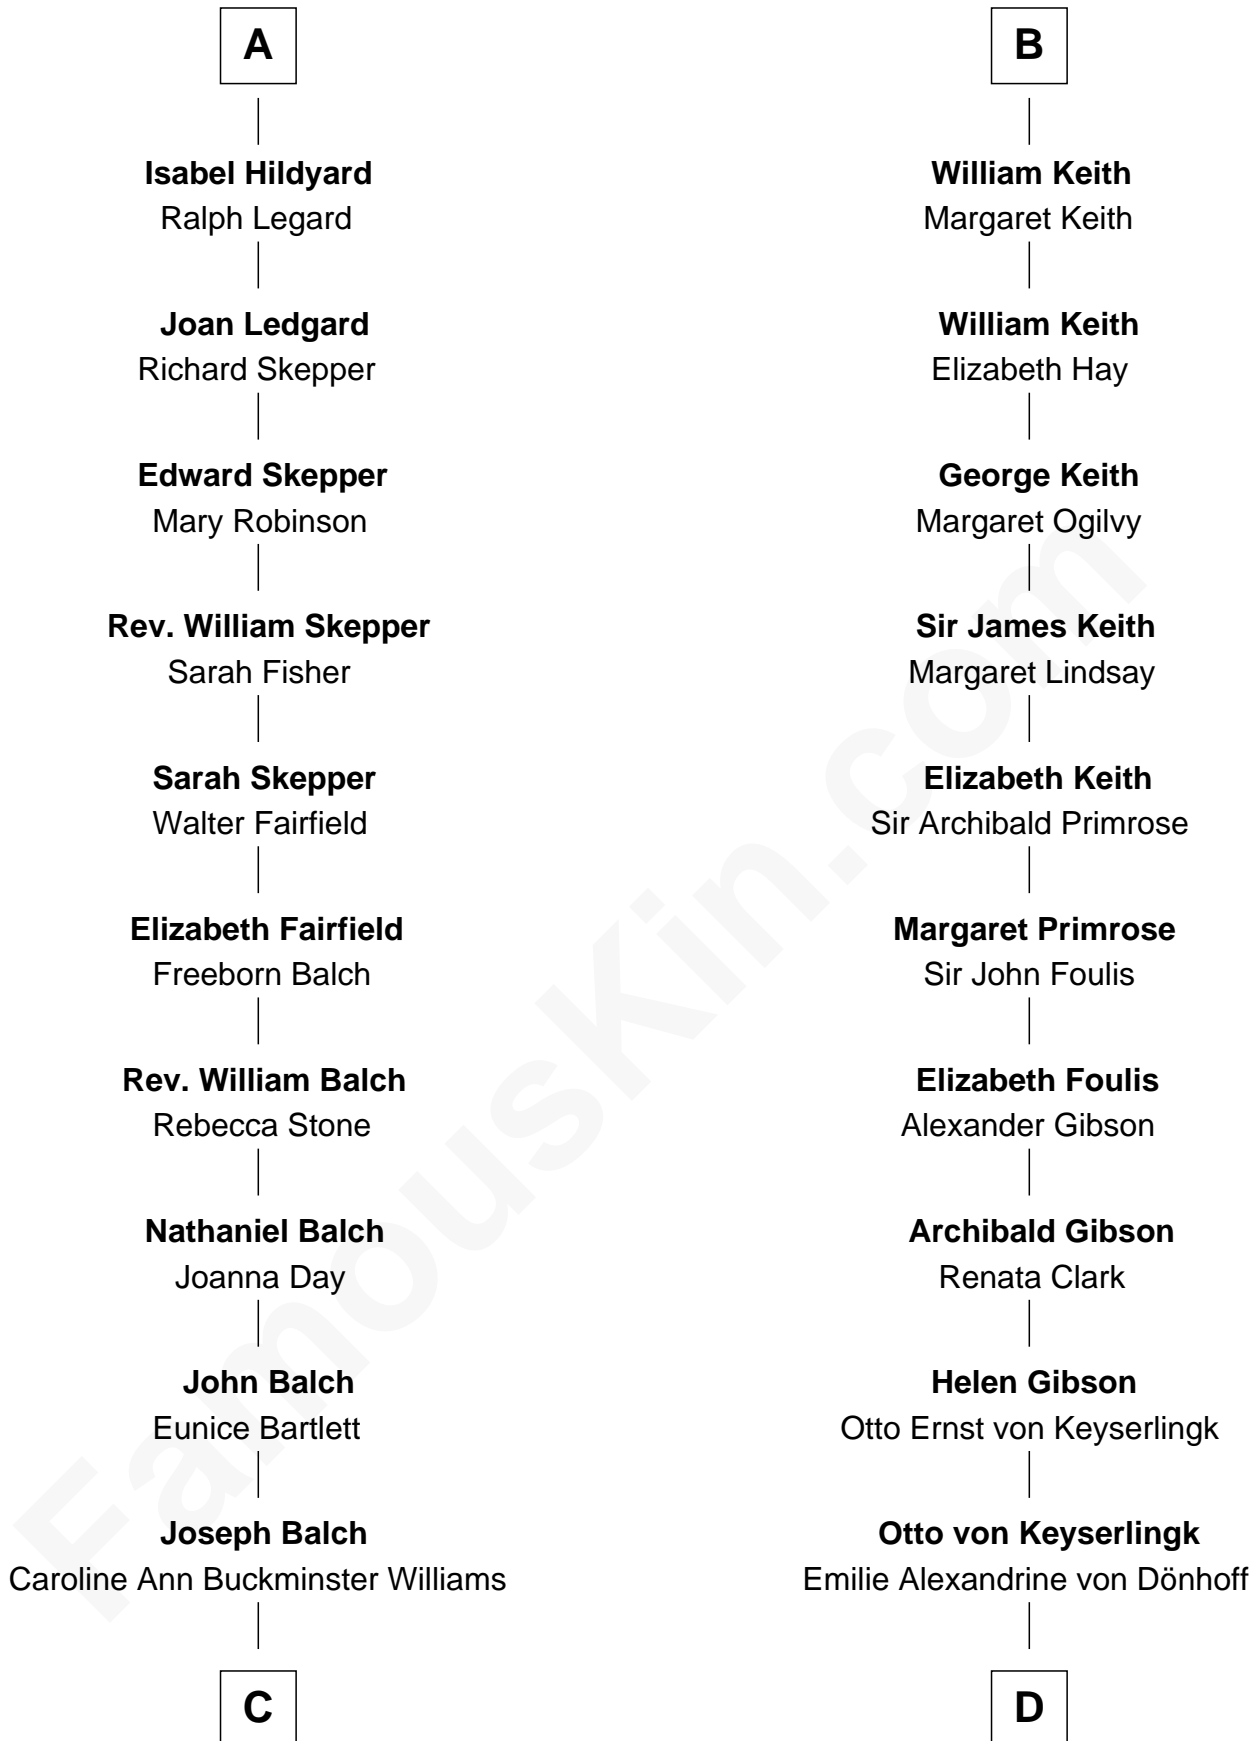 A
Isabel Hildyard
Ralph Legard
Joan Ledgard
Richard Skepper
Edward Skepper
Mary Robinson
Rev. William Skepper
Sarah Fisher
Sarah Skepper
Walter Fairfield
Elizabeth Fairfield
Freeborn Balch
Rev. William Balch
Rebecca Stone
Nathaniel Balch
Joanna Day
John Balch
Eunice Bartlett
Joseph Balch
Caroline Ann Buckminster Williams
C
B
William Keith
Margaret Keith
William Keith
Elizabeth Hay
George Keith
Margaret Ogilvy
Sir James Keith
Margaret Lindsay
Elizabeth Keith
Sir Archibald Primrose
Margaret Primrose
Sir John Foulis
Elizabeth Foulis
Alexander Gibson
Archibald Gibson
Renata Clark
Helen Gibson
Otto Ernst von Keyserlingk
Otto von Keyserlingk
Emilie Alexandrine von Dönhoff
D
FamousKin.com